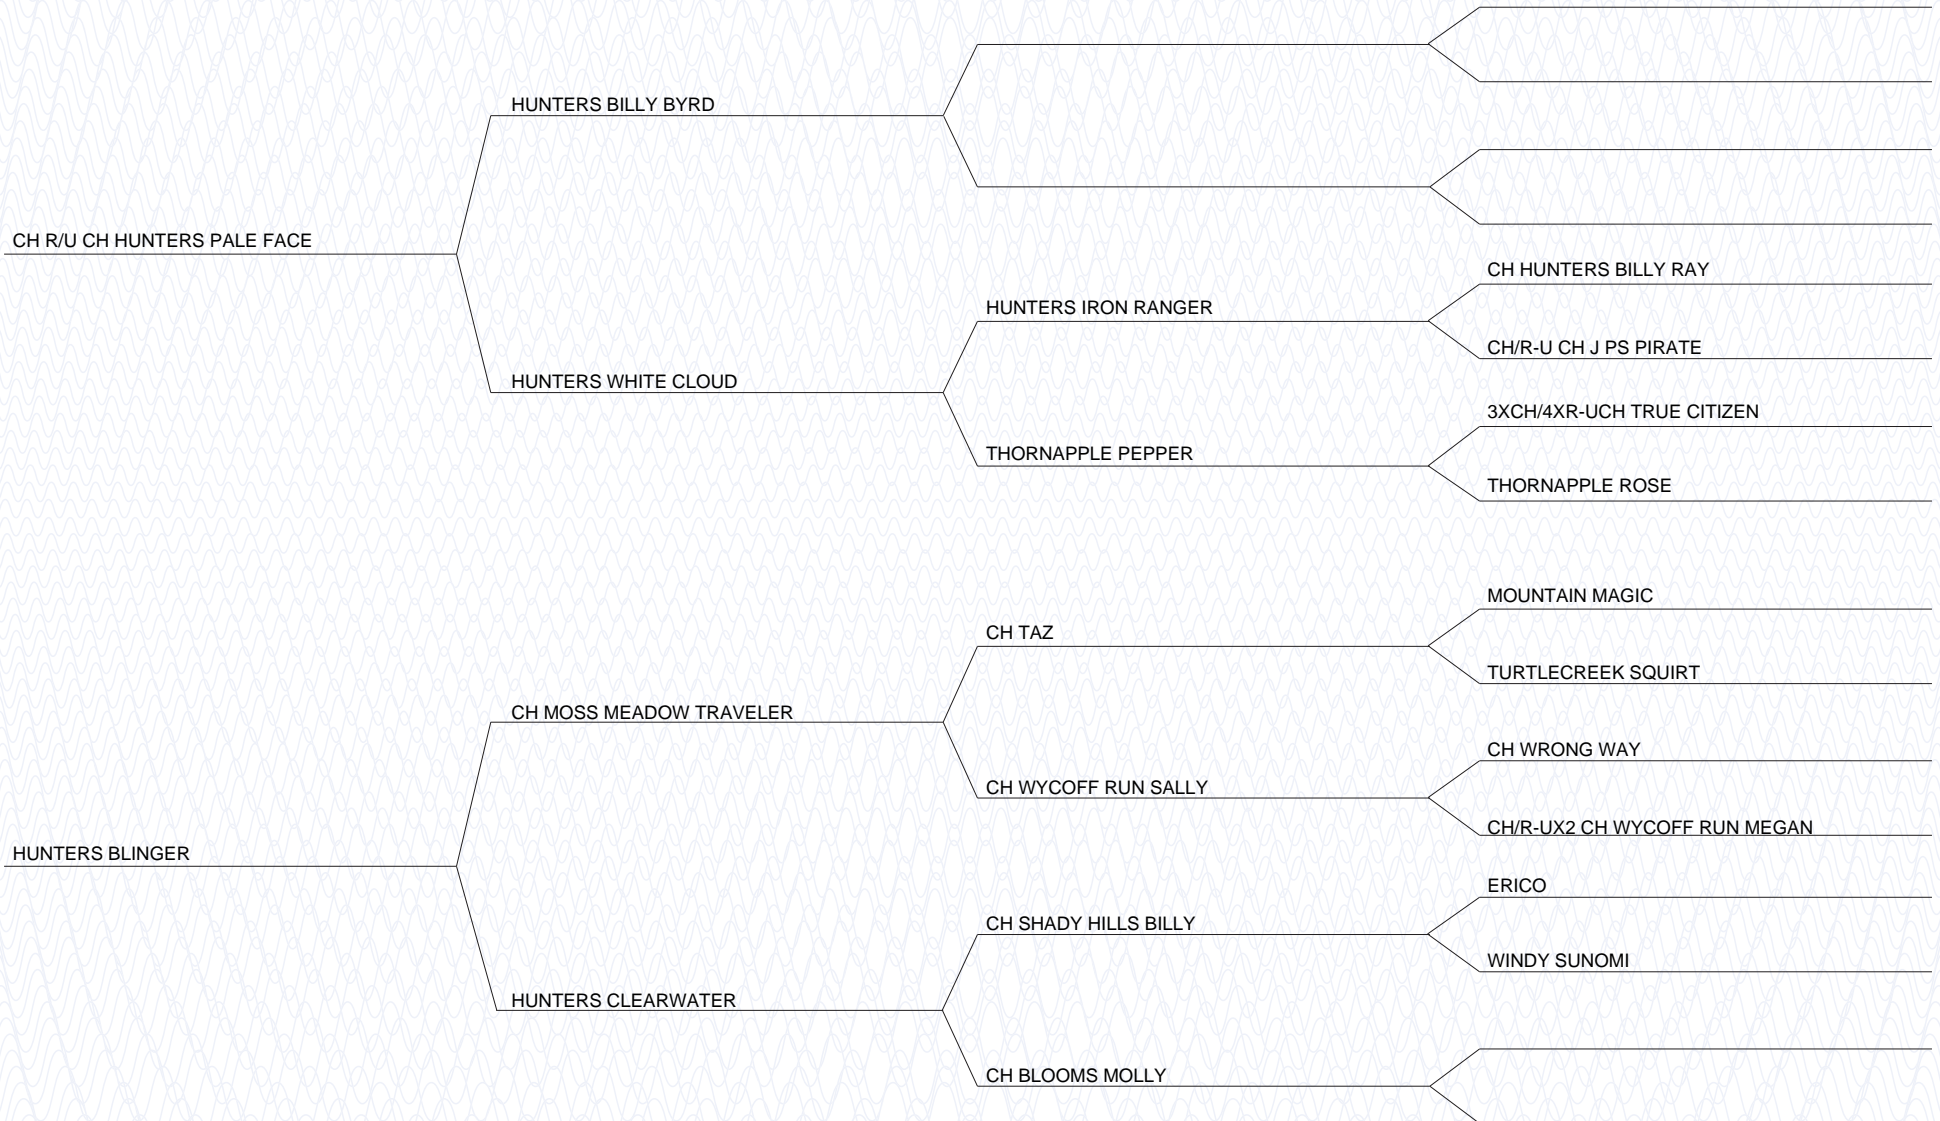 HUNTERS BILLY BYRD
CH R/U CH HUNTERS PALE FACE
CH HUNTERS BILLY RAY
HUNTERS IRON RANGER
CH/R-U CH J PS PIRATE
HUNTERS WHITE CLOUD
3XCH/4XR-UCH TRUE CITIZEN
THORNAPPLE PEPPER
THORNAPPLE ROSE
MOUNTAIN MAGIC
CH TAZ
TURTLECREEK SQUIRT
CH MOSS MEADOW TRAVELER
CH WRONG WAY
CH WYCOFF RUN SALLY
CH/R-UX2 CH WYCOFF RUN MEGAN
HUNTERS BLINGER
ERICO
CH SHADY HILLS BILLY
WINDY SUNOMI
HUNTERS CLEARWATER
CH BLOOMS MOLLY